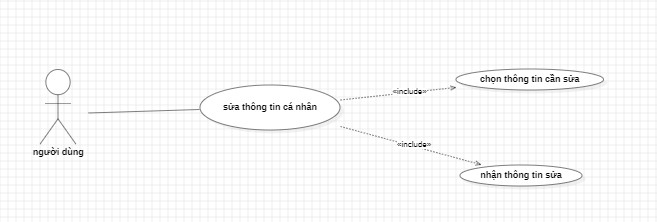 chọn thông tin cần sửa
«include»
sửa thông tin cá nhân
«include»
người dùng
nhận thông tin sửa